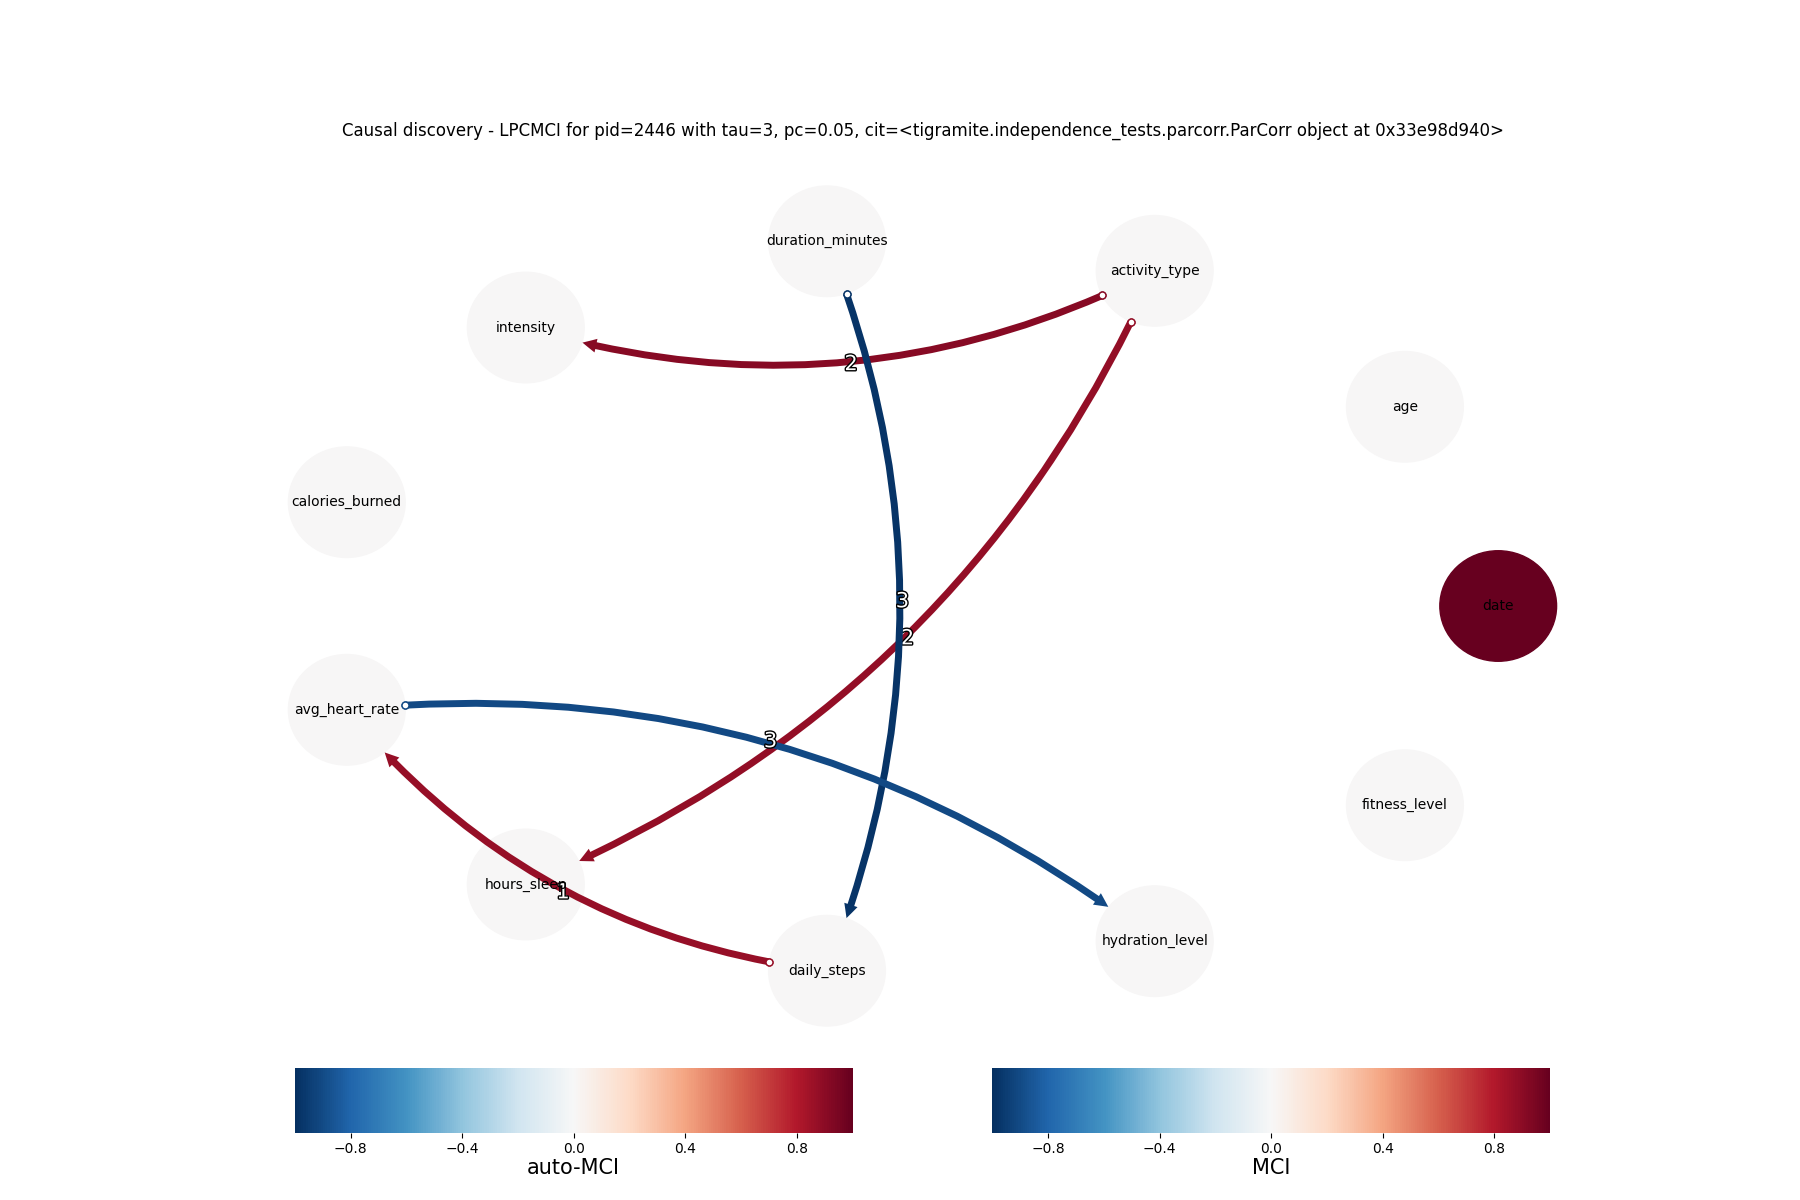 Causal discovery - LPCMCI for pid=2446 with tau=3, pc=0.05, cit=<tigramite.independence_tests.parcorr.ParCorr object at 0x33e98d940>
duration_minutes
activity_type
intensity
2
age
calories_burned
3
date
2
avg_heart_rate
3
fitness_level
hours_sleep
1
hydration_level
daily_steps
−0.8 −0.4 0.0 0.4 0.8
auto-MCI
−0.8 −0.4 0.0 0.4 0.8
MCI